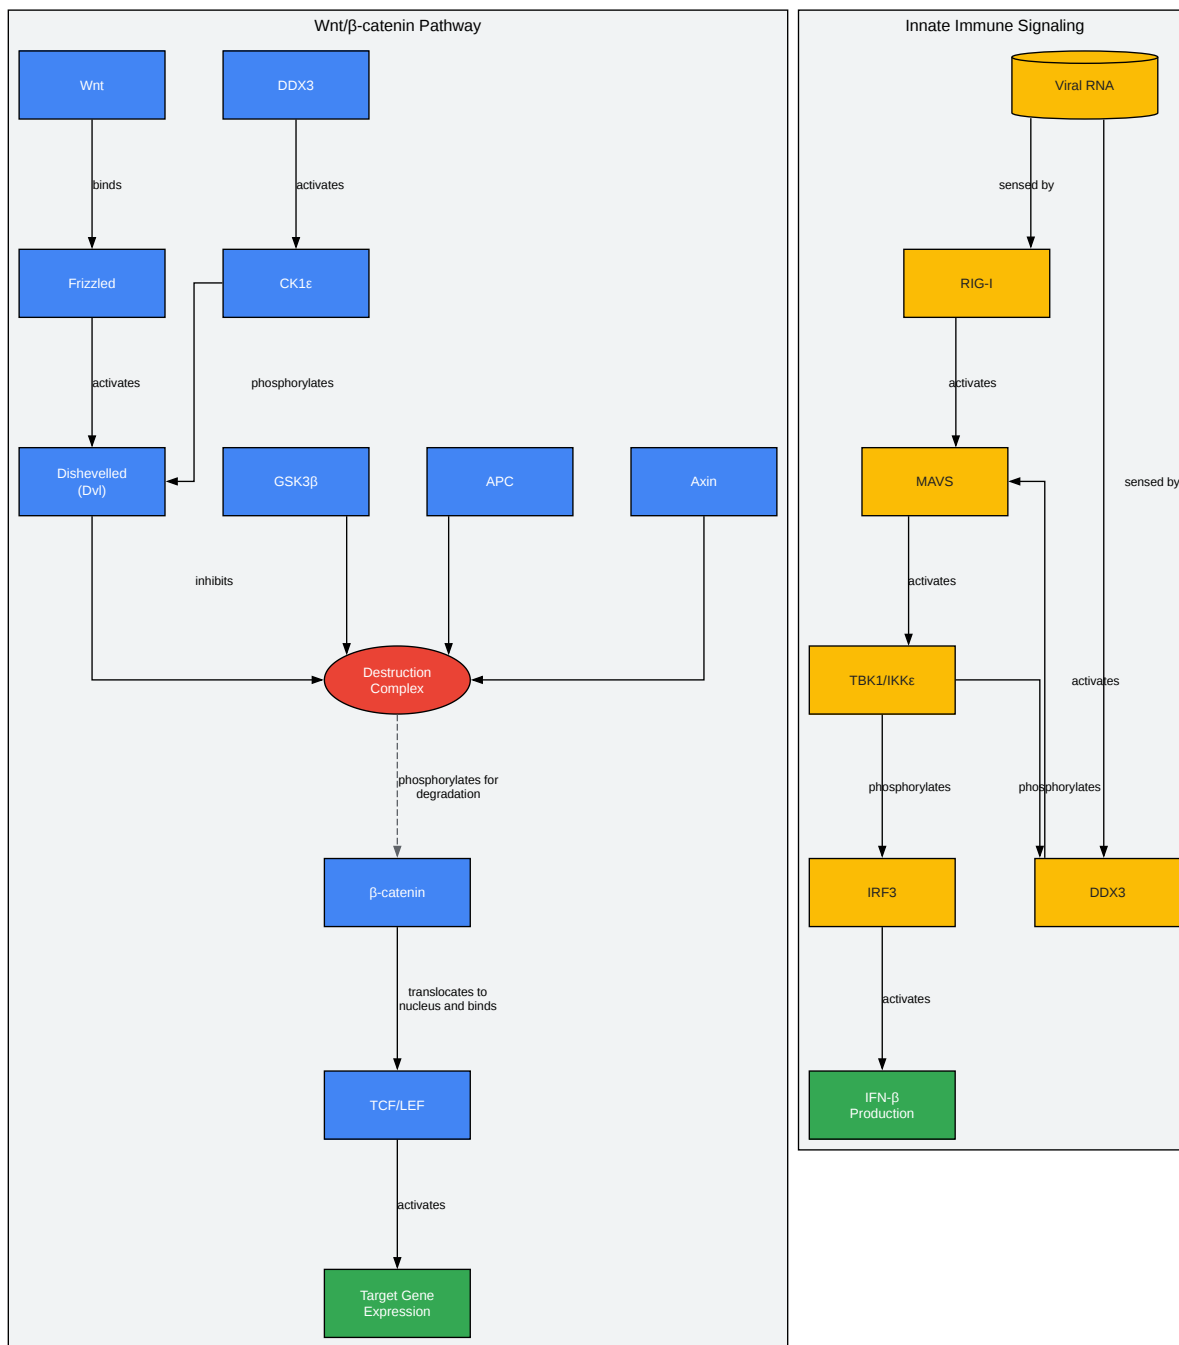 Wnt/β-catenin Pathway
Wnt
DDX3
binds
activates
Frizzled
CK1ε
activates
phosphorylates
Dishevelled
(Dvl)
GSK3β
APC
Axin
inhibits
Destruction
Complex
phosphorylates for
degradation
β-catenin
translocates to
nucleus and binds
TCF/LEF
activates
Target Gene
Expression
Innate Immune Signaling
Viral RNA
sensed by
RIG-I
activates
MAVS
sensed by
activates
TBK1/IKKε
activates
phosphorylates
phosphorylates
IRF3
DDX3
activates
IFN-β
Production